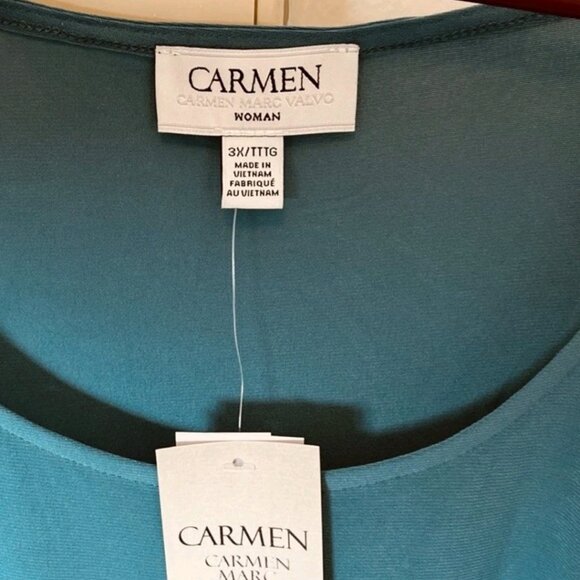 CARMEN
CARMEN MARC VALVO
WOMAN
3X/TTTG
MADE IN
VIETNAM
FABRIQUÉ
AU VIETNAM
CARMEN
CARMEN
MARC